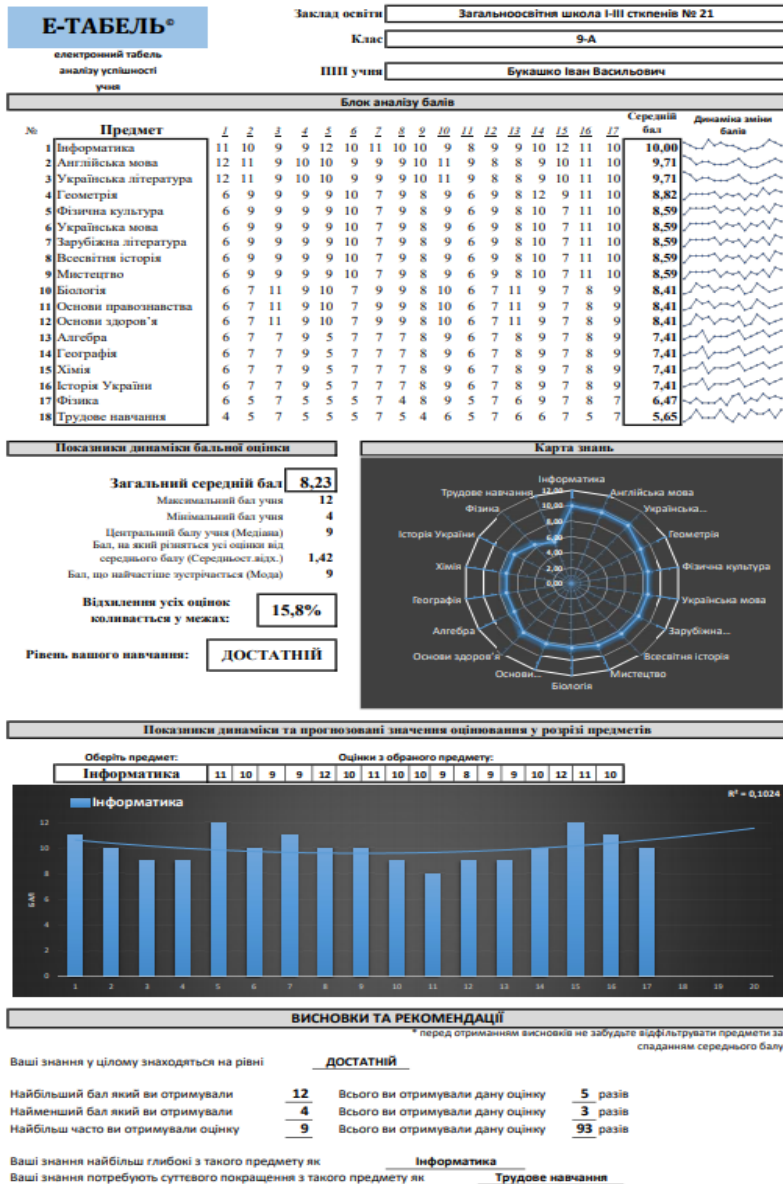 Е-ТАБЕЛЬ©
електронний табель
аналізу успішності
учня
Заклад освіти Загальноосвітня школа І-ІІІ сткпенів № 21
Клас 9-А
ПІП учня Букашко Іван Васильович
Блок аналізу балів
№ Предмет 1 2 3 4 5 6 7 8 9 10 11 12 13 14 15 16 17 Середній бал Динаміка зміни балів
1 Інформатика 11 10 9 9 12 10 11 10 10 9 8 9 9 10 12 11 10 10,00
2 Англійська мова 12 11 9 10 10 9 9 9 10 11 9 8 8 9 10 11 10 9,71
3 Українська література 12 11 9 10 10 9 9 9 10 11 9 8 8 9 10 11 10 9,71
4 Геометрія 6 9 9 9 9 10 7 9 8 9 6 9 8 12 9 11 10 8,82
5 Фізична культура 6 9 9 9 9 10 7 9 8 9 6 9 8 10 7 11 10 8,59
6 Українська мова 6 9 9 9 9 10 7 9 8 9 6 9 8 10 7 11 10 8,59
7 Зарубіжна література 6 9 9 9 9 10 7 9 8 9 6 9 8 10 7 11 10 8,59
8 Всесвітня історія 6 9 9 9 9 10 7 9 8 9 6 9 8 10 7 11 10 8,59
9 Мистецтво 6 9 9 9 9 10 7 9 8 9 6 9 8 10 7 11 10 8,59
10 Біологія 6 7 11 9 10 7 9 9 8 10 6 7 11 9 7 8 9 8,41
11 Основи правознавства 6 7 11 9 10 7 9 9 8 10 6 7 11 9 7 8 9 8,41
12 Основи здоров’я 6 7 11 9 10 7 9 9 8 10 6 7 11 9 7 8 9 8,41
13 Алгебра 6 7 7 9 5 7 7 7 8 9 6 7 8 9 7 8 9 7,41
14 Географія 6 7 7 9 5 7 7 7 8 9 6 7 8 9 7 8 9 7,41
15 Хімія 6 7 7 9 5 7 7 7 8 9 6 7 8 9 7 8 9 7,41
16 Історія України 6 7 7 9 5 7 7 7 8 9 6 7 8 9 7 8 9 7,41
17 Фізика 6 5 7 5 5 5 7 4 8 9 5 7 6 9 7 8 7 6,47
18 Трудове навчання 4 5 7 5 5 5 7 5 4 6 5 7 6 6 7 5 7 5,65
Показники динаміки бальної оцінки
Загальний середній бал 8,23
Максимальний бал учня 12
Мінімальний бал учня 4
Центральний балу учня (Медіана) 9
Бал, на який різняться усі оцінки від
середнього балу (Середньост.відх.) 1,42
Бал, що найчастіше зустрічається (Мода) 9
Відхилення усіх оцінок
коливається у межах: 15,8%
Рівень вашого навчання: ДОСТАТНІЙ
Карта знань
Інформатика
Англійська мова
Українська…
Геометрія
Фізична культура
Українська мова
Зарубіжна…
Всесвітня історія
Мистецтво
Біологія
Основи…
Основи здоров’я
Алгебра
Географія
Хімія
Історія України
Фізика
Трудове навчання
12,00
10,00
8,00
6,00
4,00
2,00
0,00
Показники динаміки та прогнозовані значення оцінювання у розрізі предметів
Оберіть предмет: Оцінки з обраного предмету:
Інформатика 11 10 9 9 12 10 11 10 10 9 8 9 9 10 12 11 10
Інформатика
R² = 0,1024
БАЛ
12
10
8
6
4
2
0
1 2 3 4 5 6 7 8 9 10 11 12 13 14 15 16 17 18 19 20
ВИСНОВКИ ТА РЕКОМЕНДАЦІЇ
* перед отриманням висновків не забудьте відфільтрувати предмети за
спаданням середнього балу
Ваші знання у цілому знаходяться на рівні ДОСТАТНІЙ
Найбільший бал який ви отримували 12 Всього ви отримували дану оцінку 5 разів
Найменший бал який ви отримували 4 Всього ви отримували дану оцінку 3 разів
Найбільш часто ви отримували оцінку 9 Всього ви отримували дану оцінку 93 разів
Ваші знання найбільш глибокі з такого предмету як Інформатика
Ваші знання потребують суттєвого покращення з такого предмету як Трудове навчання